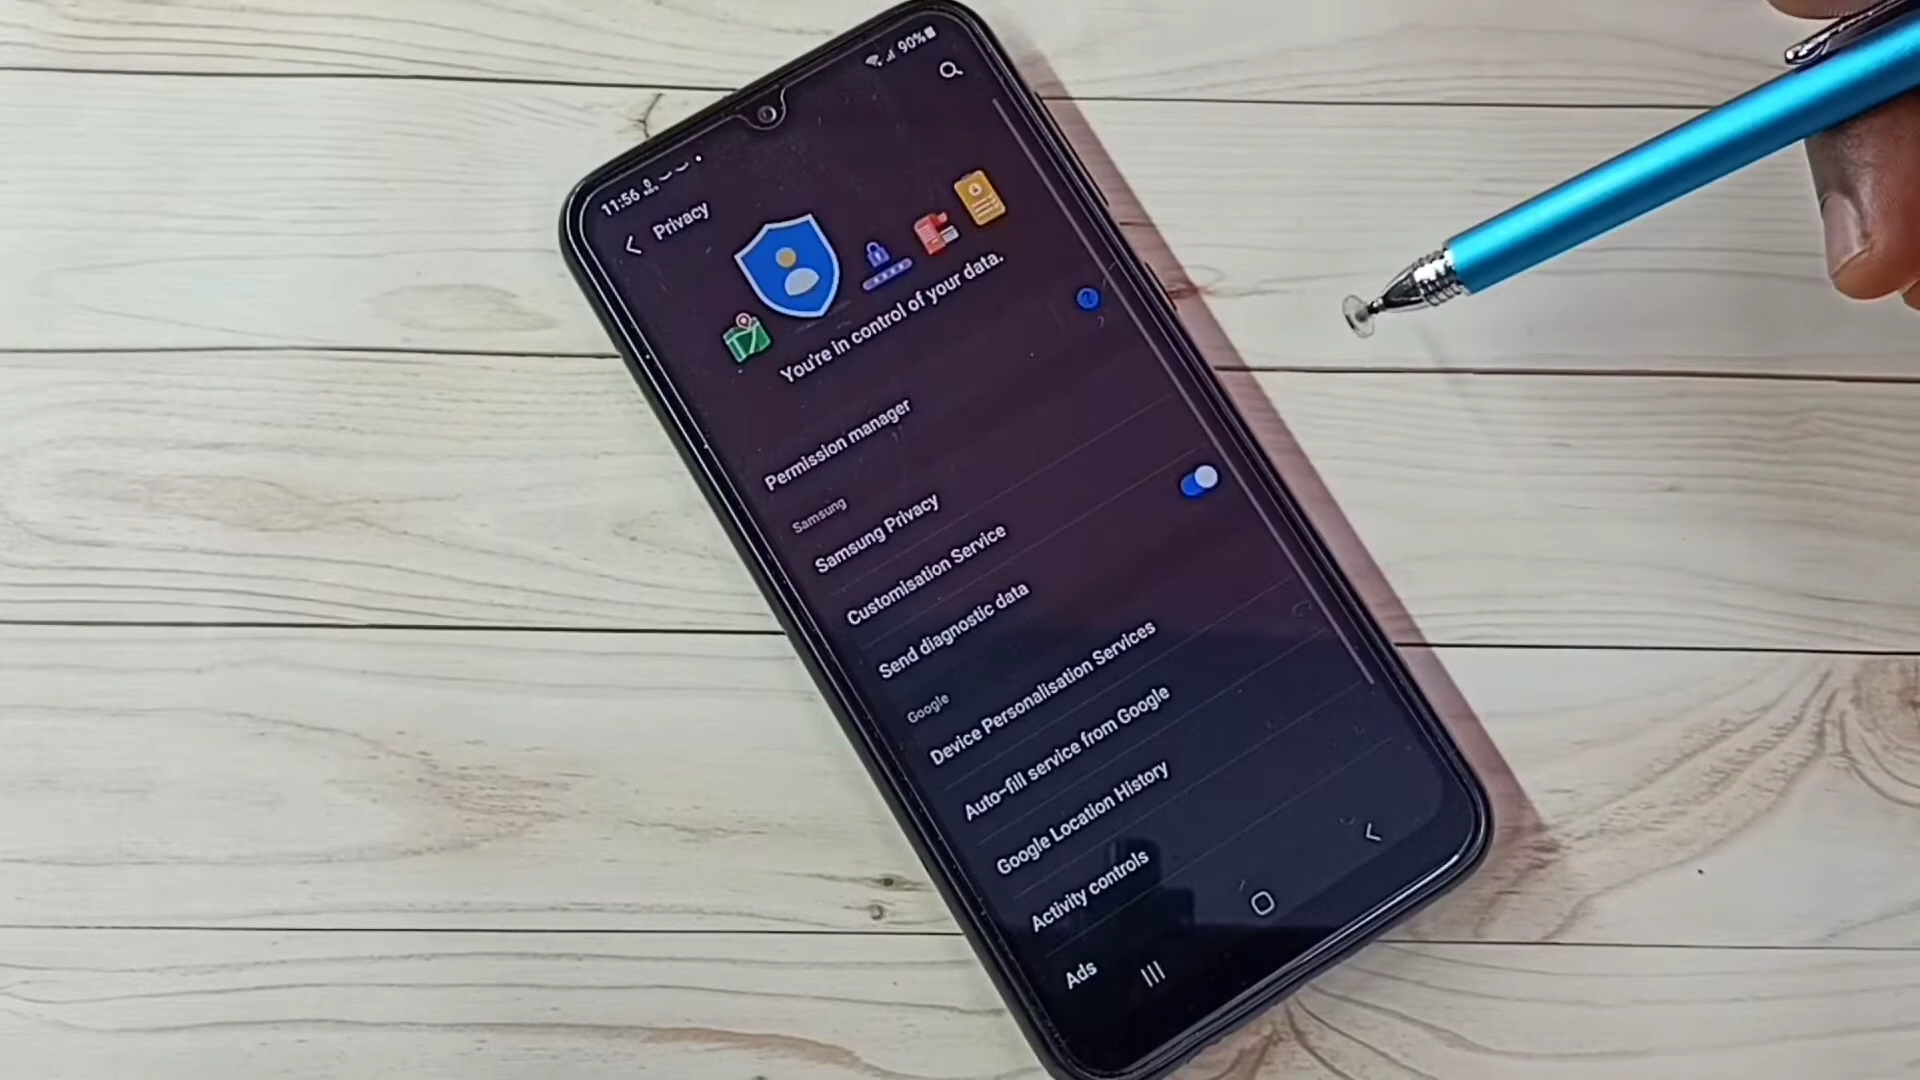 11:56
90%
Privacy
You're in control of your data.
Permission manager
Samsung
Samsung Privacy
Customisation Service
Send diagnostic data
Google
Device Personalisation Services
Auto-fill service from Google
Google Location History
Activity controls
Ads